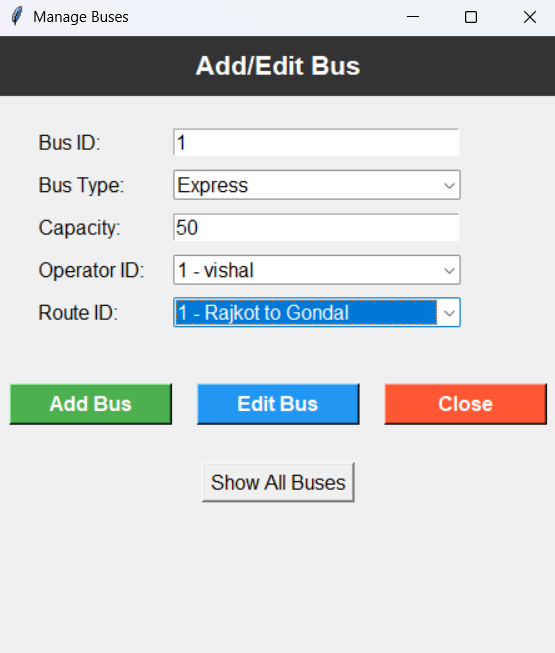 Manage Buses
Add/Edit Bus
Bus ID: 1
Bus Type: Express
Capacity: 50
Operator ID: 1 - vishal
Route ID: 1 - Rajkot to Gondal
Add Bus Edit Bus Close
Show All Buses